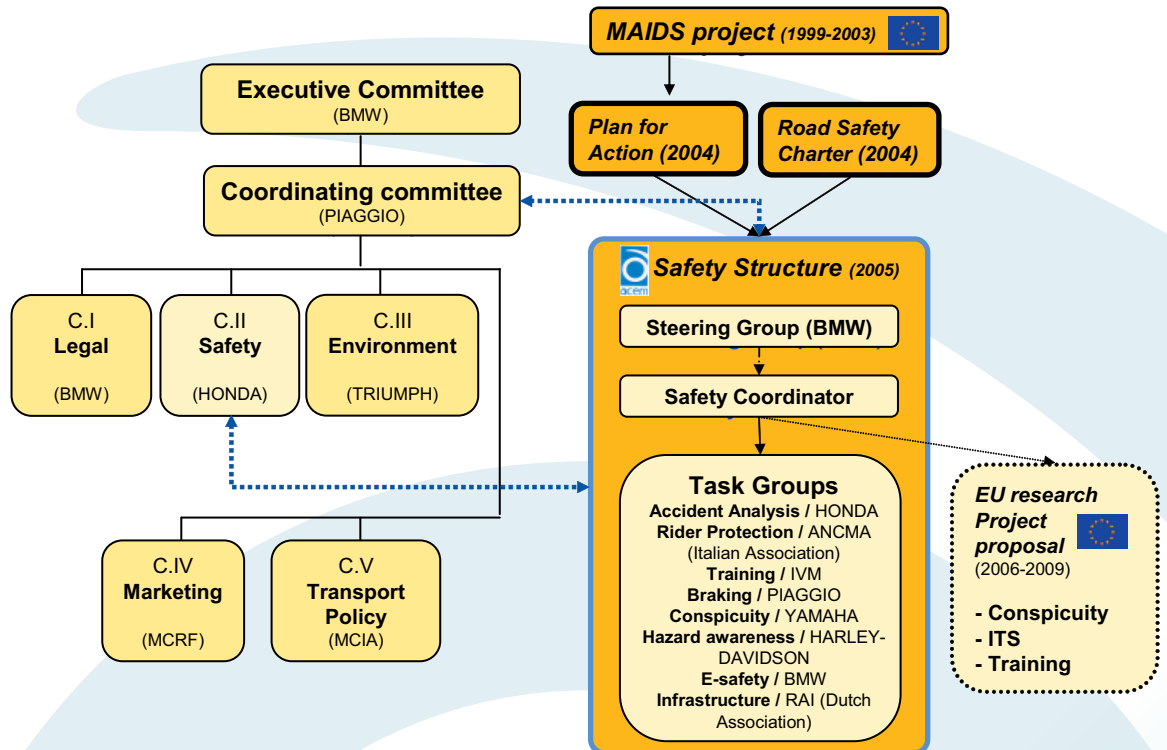 MAIDS project (1999-2003)
Executive Committee
(BMW)
Plan for
Action (2004)
Road Safety
Charter (2004)
Coordinating committee
(PIAGGIO)
acem
Safety Structure (2005)
C.I
Legal
(BMW)
C.II
Safety
(HONDA)
C.III
Environment
(TRIUMPH)
Steering Group (BMW)
Safety Coordinator
Task Groups
Accident Analysis / HONDA
Rider Protection / ANCMA
(Italian Association)
Training / IVM
Braking / PIAGGIO
Conspicuity / YAMAHA
Hazard awareness / HARLEY-
DAVIDSON
E-safety / BMW
Infrastructure / RAI (Dutch
Association)
EU research
Project
proposal
(2006-2009)
- Conspicuity
- ITS
- Training
C.IV
Marketing
(MCRF)
C.V
Transport
Policy
(MCIA)